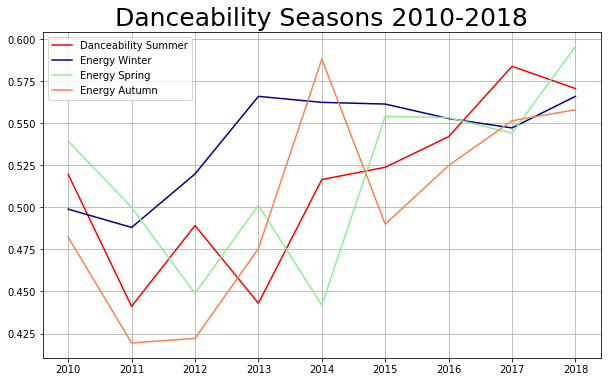 Danceability Seasons 2010-2018
0.600
0.575
0.550
0.525
0.500
0.475
0.450
0.425
Danceability Summer
Energy Winter
Energy Spring
Energy Autumn
2010 2011 2012 2013 2014 2015 2016 2017 2018